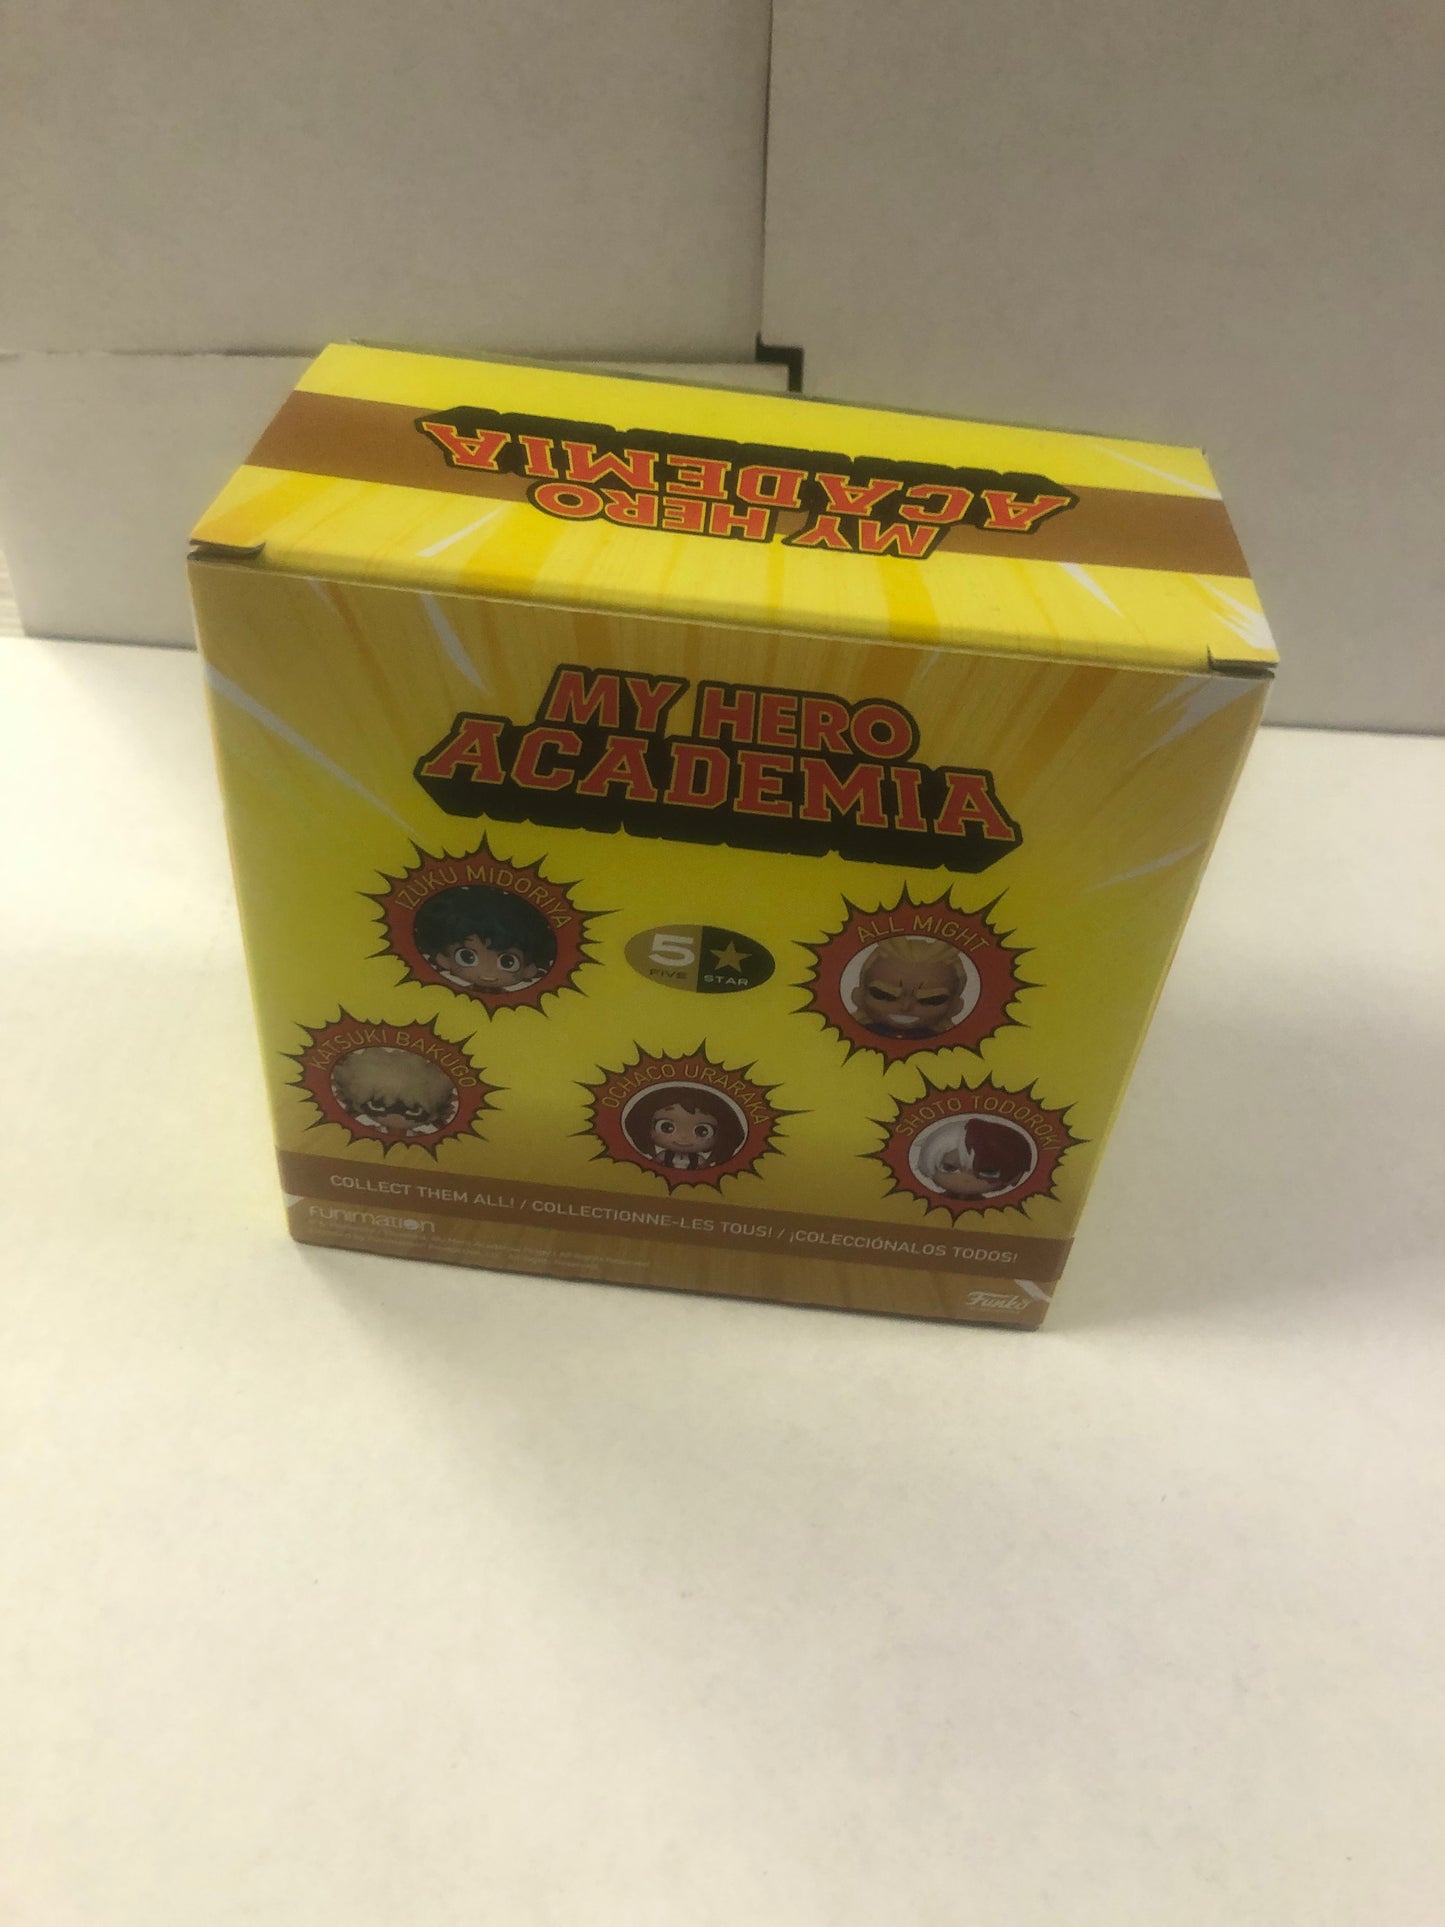 MY HERO
ACADEMIA
MY HERO
ACADEMIA
IZUKU MIDORIYA
5
FIVE
STAR
ALL MIGHT
KATSUKI BAKUGO
OCHACO URARAKA
SHOTO TODOROKI
COLLECT THEM ALL! / COLLECTIONNE-LES TOUS! / ¡COLECCIÓNALOS TODOS!
FUNIMATION
Funko